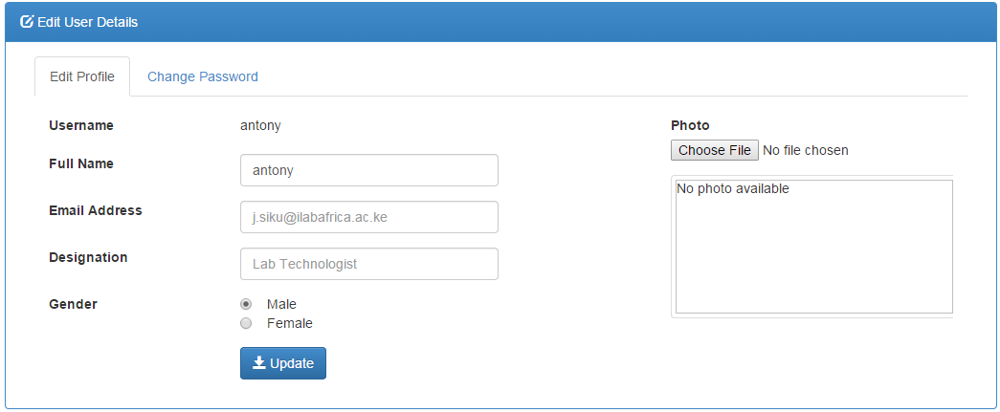 Edit User Details
Edit Profile Change Password
Username antony
Full Name antony
Email Address j.siku@ilabafrica.ac.ke
Designation Lab Technologist
Gender Male
Female
Update
Photo
Choose File No file chosen
No photo available